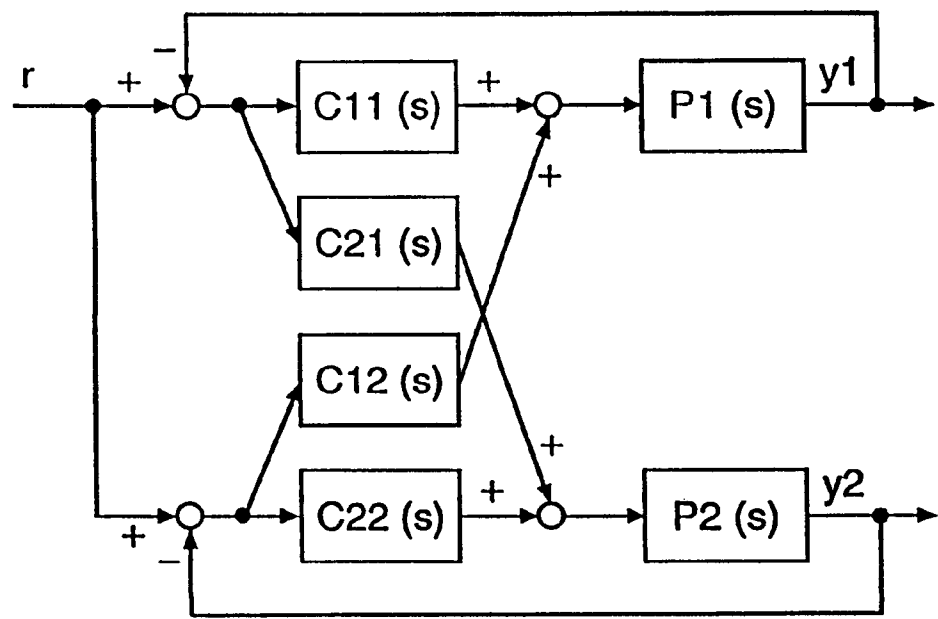 −
r
+
C11 (s)
+
P1 (s)
y1
+
C21 (s)
C12 (s)
+
+
−
C22 (s)
+
P2 (s)
y2